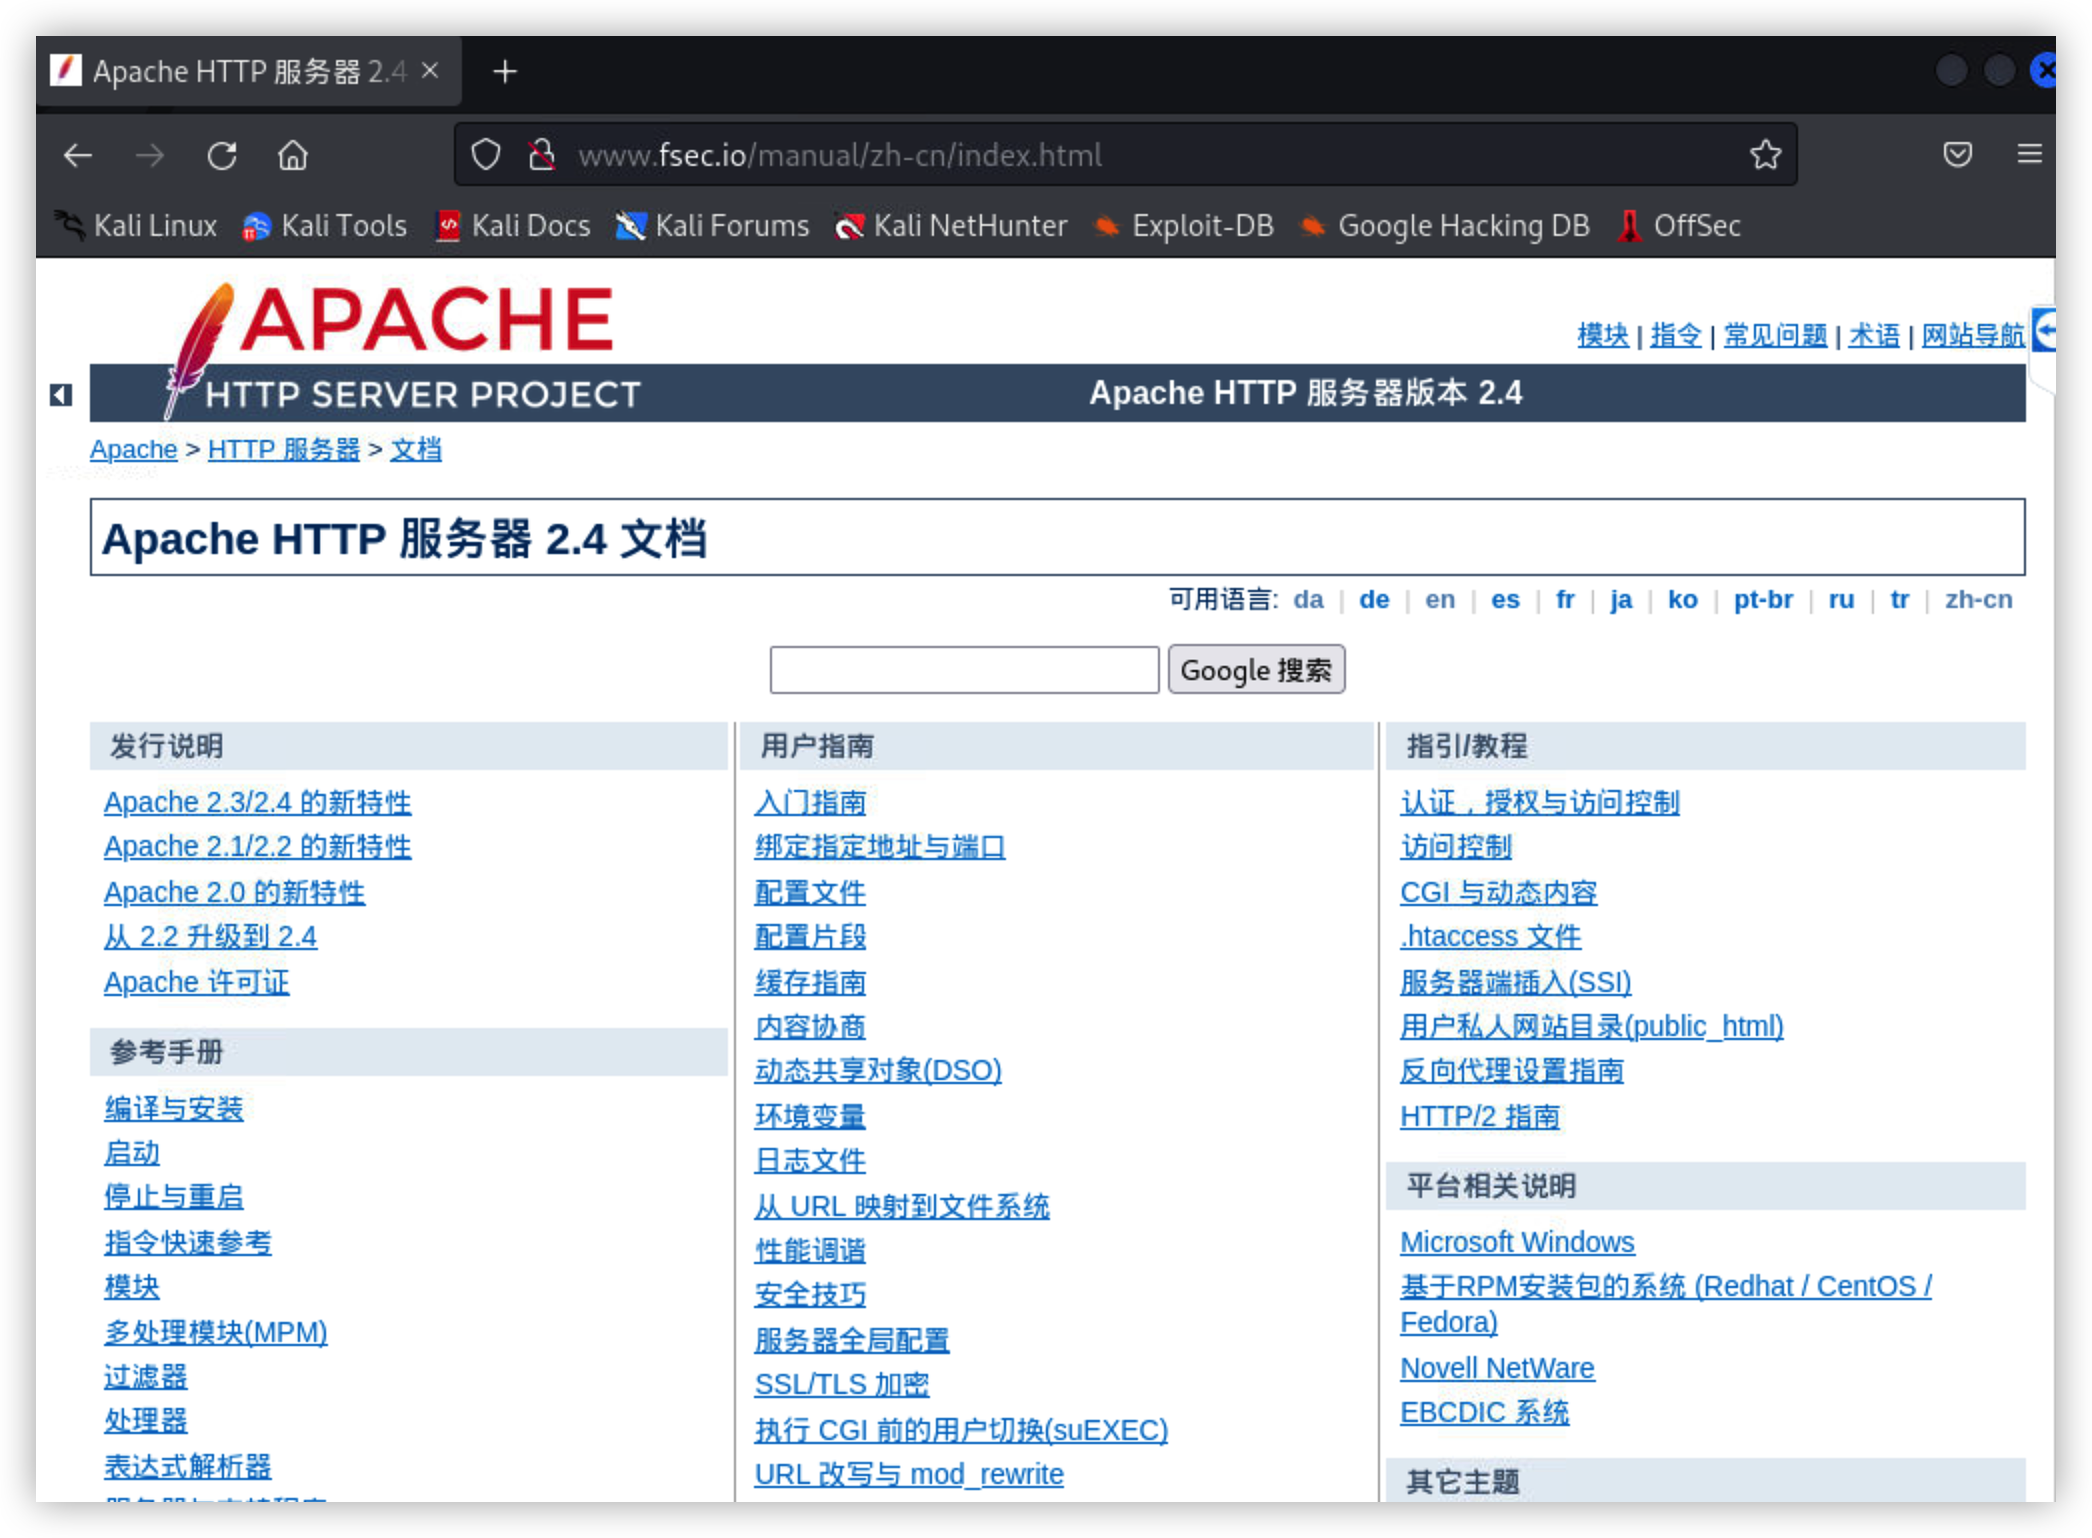 Apache HTTP 服务器 2.4
www.fsec.io/manual/zh-cn/index.html
Kali Linux Kali Tools Kali Docs Kali Forums Kali NetHunter Exploit-DB Google Hacking DB OffSec
APACHE
HTTP SERVER PROJECT
模块 | 指令 | 常见问题 | 术语 | 网站导航
Apache HTTP 服务器版本 2.4
Apache > HTTP 服务器 > 文档
Apache HTTP 服务器 2.4 文档
可用语言: da | de | en | es | fr | ja | ko | pt-br | ru | tr | zh-cn
Google 搜索
发行说明
Apache 2.3/2.4 的新特性
Apache 2.1/2.2 的新特性
Apache 2.0 的新特性
从 2.2 升级到 2.4
Apache 许可证
参考手册
编译与安装
启动
停止与重启
指令快速参考
模块
多处理模块(MPM)
过滤器
处理器
表达式解析器
用户指南
入门指南
绑定指定地址与端口
配置文件
配置片段
缓存指南
内容协商
动态共享对象(DSO)
环境变量
日志文件
从 URL 映射到文件系统
性能调谐
安全技巧
服务器全局配置
SSL/TLS 加密
执行 CGI 前的用户切换(suEXEC)
URL 改写与 mod_rewrite
指引/教程
认证，授权与访问控制
访问控制
CGI 与动态内容
.htaccess 文件
服务器端插入(SSI)
用户私人网站目录(public_html)
反向代理设置指南
HTTP/2 指南
平台相关说明
Microsoft Windows
基于RPM安装包的系统 (Redhat / CentOS /
Fedora)
Novell NetWare
EBCDIC 系统
其它主题